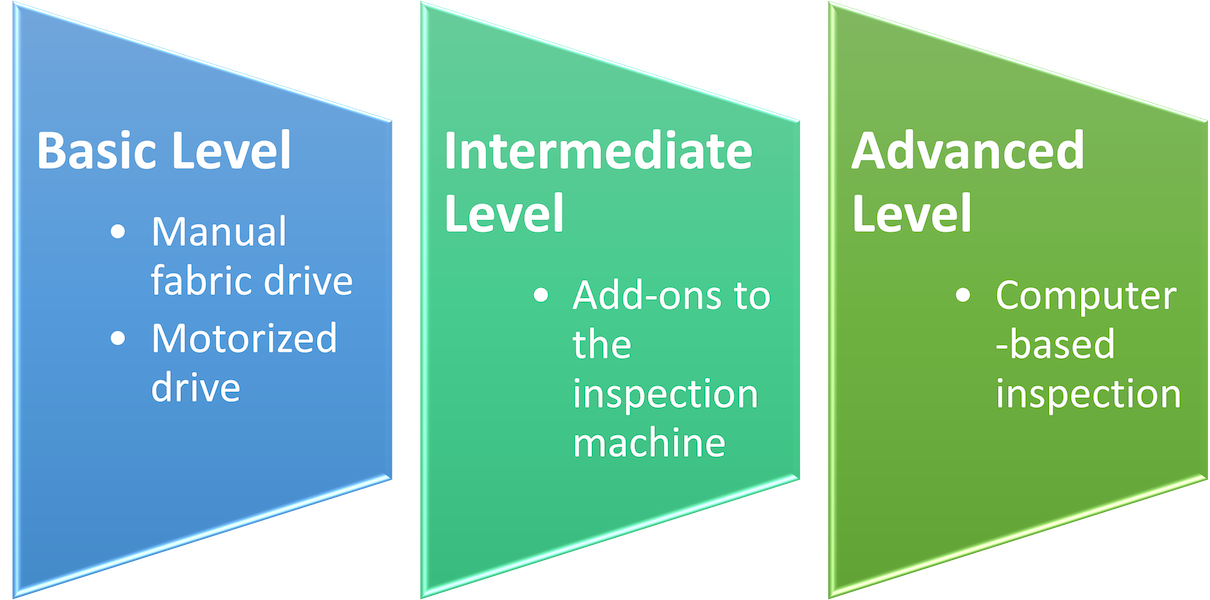 Basic Level
• Manual
fabric drive
• Motorized
drive
Intermediate
Level
• Add-ons to
the
inspection
machine
Advanced
Level
• Computer
-based
inspection